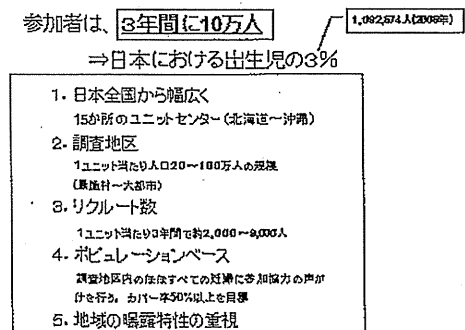 参加者は、3年間に10万人
1,092,674人(2005年)
⇒日本における出生児の3%
1. 日本全国から幅広く
15か所のユニットセンター(北海道~沖縄)
2. 調査地区
1ユニット当たり人口20~100万人の規模
(農漁村~大都市)
3. リクルート数
1ユニット当たり3年間で約2,000~9,000人
4. ポピュレーションベース
調査地区内の在住すべての妊婦に参加協力の声か
けを行う。カバー率50%以上を目標
5. 地域の曝露特性の重視